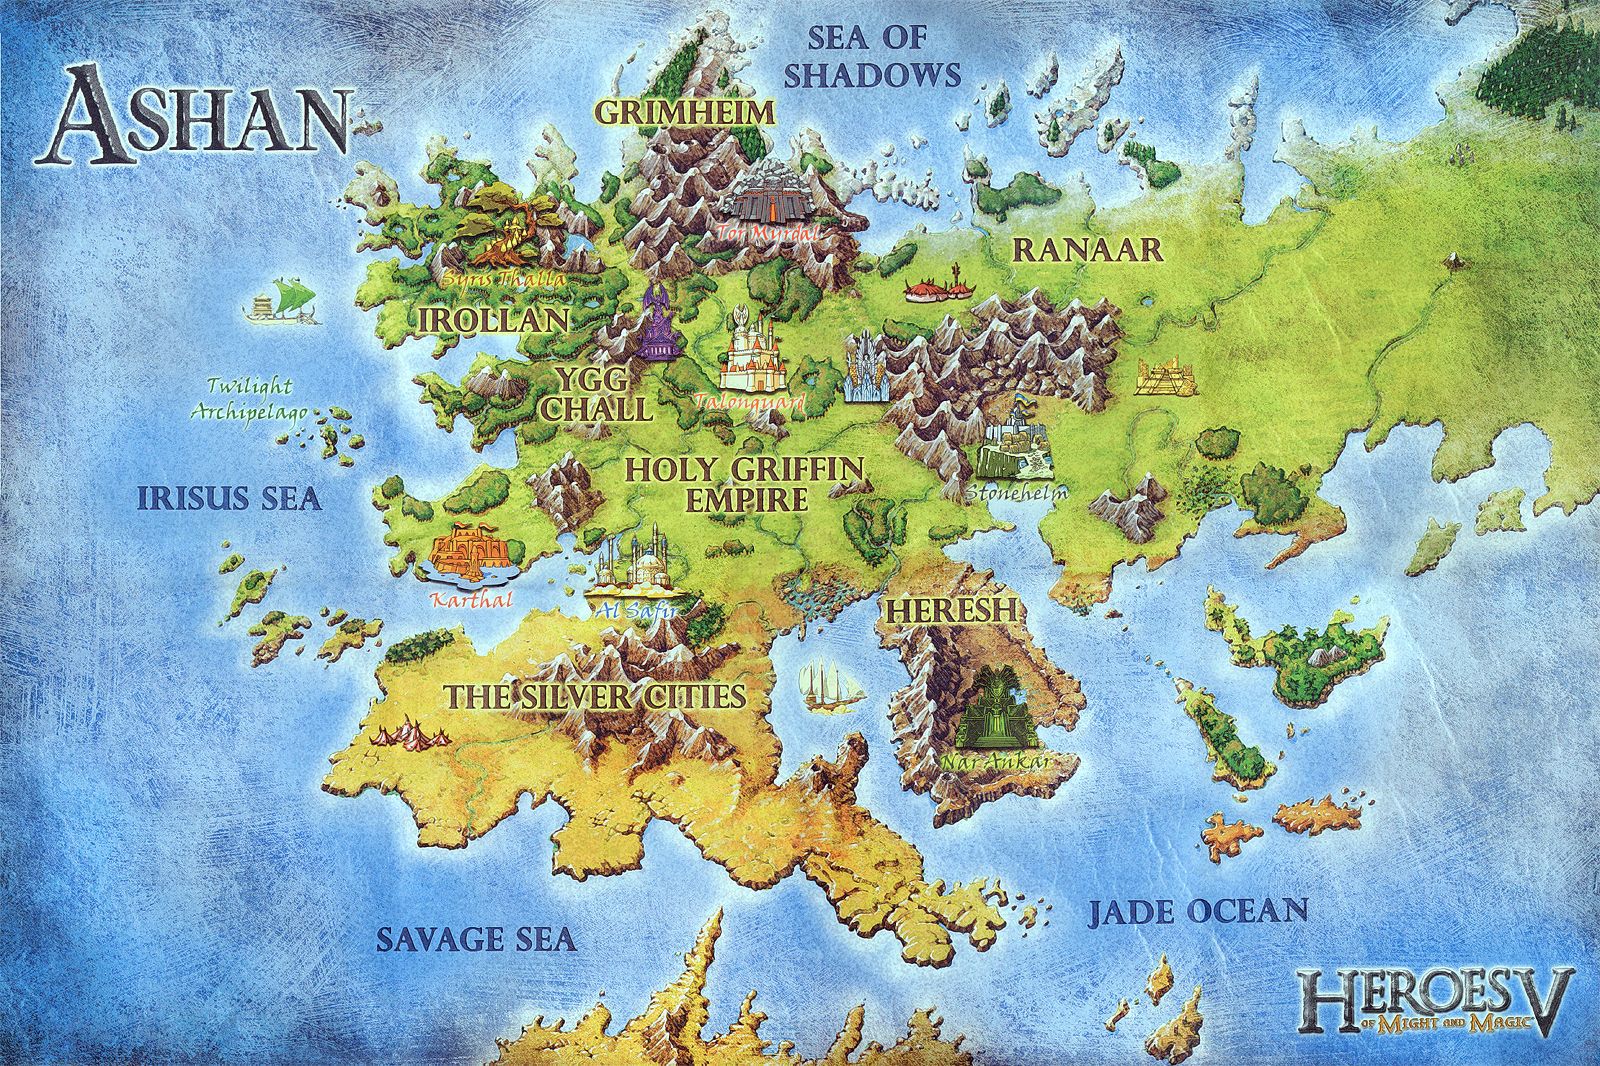 SEA OF
SHADOWS
ASHAN
GRIMHEIM
Tor Myrdal
RANAAR
Syris Thalla
IROLLAN
YGG
CHALL
Talonguard
Twilight
Archipelago
HOLY GRIFFIN
EMPIRE
IRISUS SEA
Stonehelm
Karthal
Al Safir
HERESH
THE SILVER CITIES
Nar Ankar
JADE OCEAN
SAVAGE SEA
HEROES V
OF MIGHT AND MAGIC